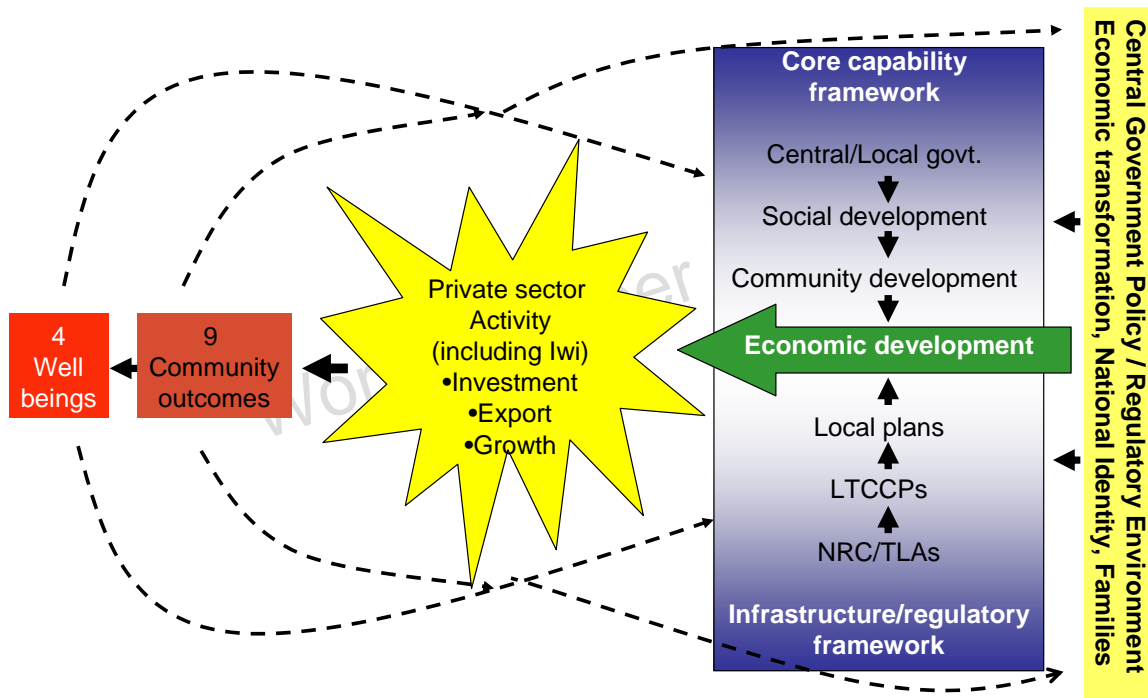 Core capability
framework
Central/Local govt.
Social development
Community development
Economic development
Local plans
LTCCPs
NRC/TLAs
Infrastructure/regulatory
framework
Private sector
Activity
(including Iwi)
•Investment
•Export
•Growth
9
Community
outcomes
4
Well
beings
Central Government Policy / Regulatory Environment
Economic transformation, National Identity, Families